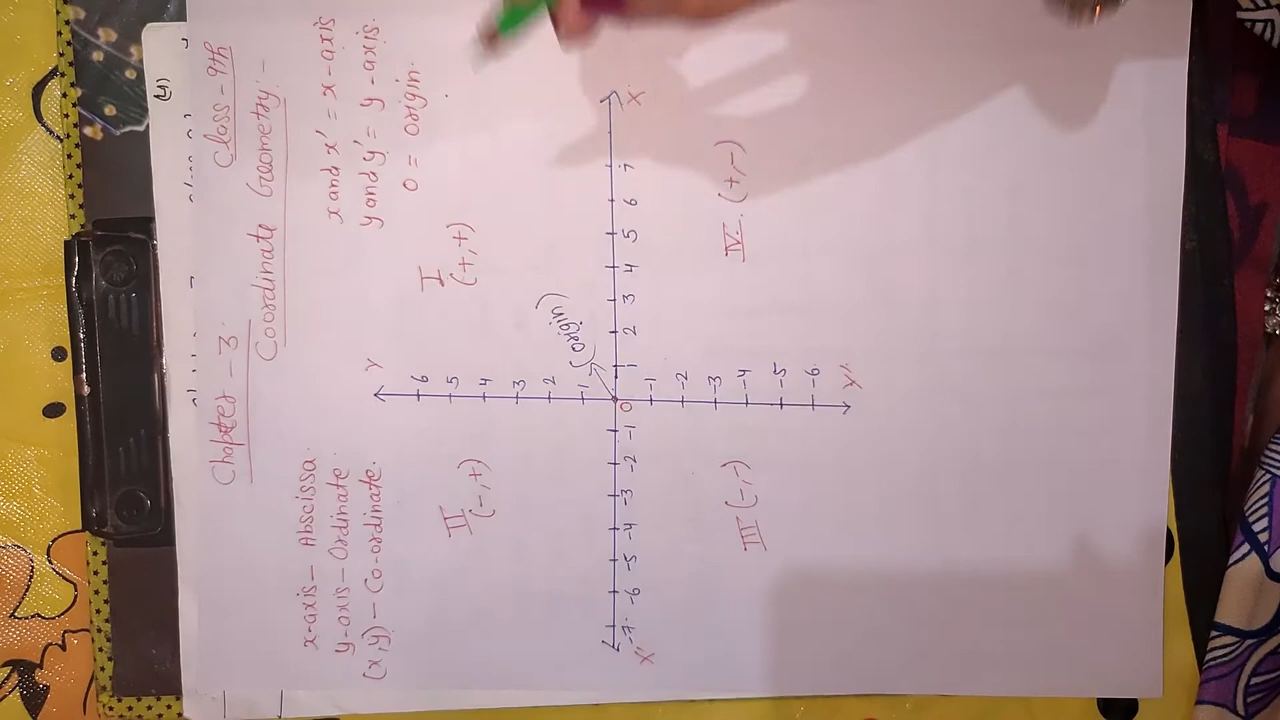 (4)
Class-9th
Chapter-3
Coordinate Geometry:-
x-axis - Abscissa.
y-axis - Ordinate.
(x,y) - Co-ordinate.
x and x' = x-axis
y and y' = y-axis.
0 = origin.
Y
II
(-,+)
I
(+,+)
6
5
4
3
2
1
(origin)
X' -7 -6 -5 -4 -3 -2 -1 0 1 2 3 4 5 6 7 X
-1
-2
-3
-4
-5
-6
Y'
III (-,-)
IV. (+,-)